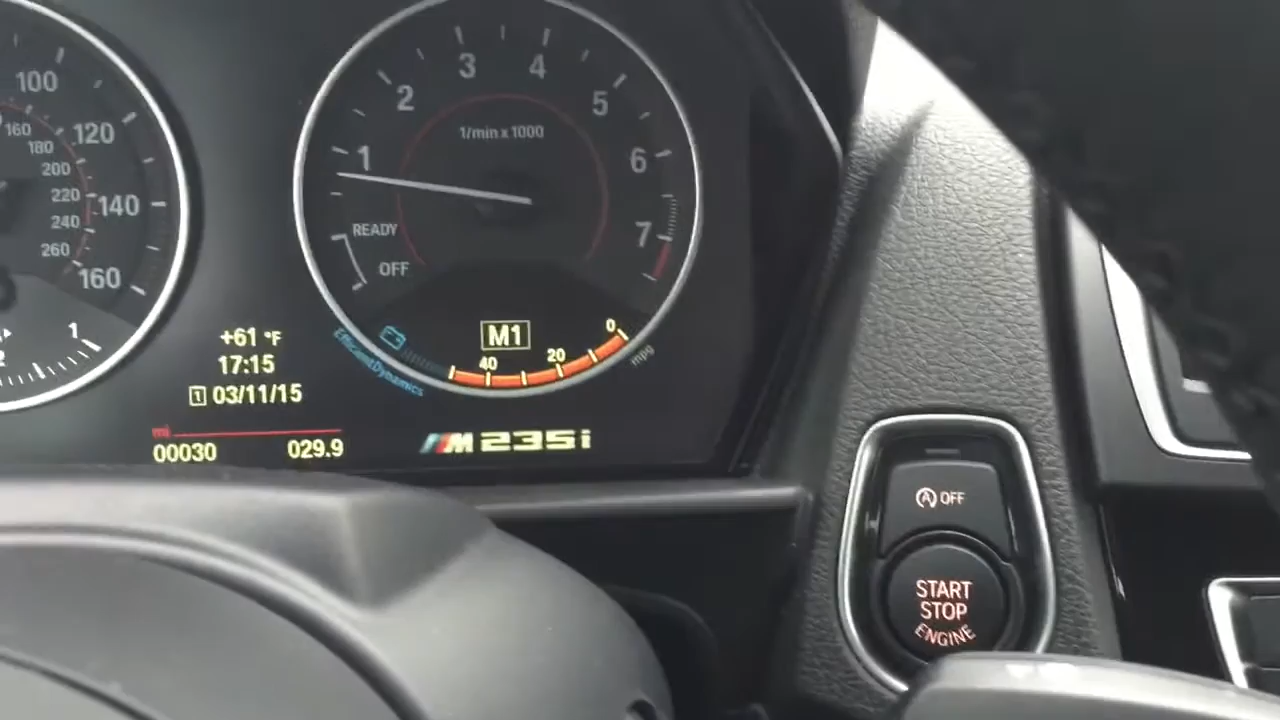 100
120
140
160
160
180
200
220
240
260
1
2
1
2
3
4
5
6
7
1/min x 1000
READY
OFF
M1
40
20
0
mpg
EfficientDynamics
+61 °F
17:15
1 03/11/15
mi
00030 029.9
M235i
A OFF
START
STOP
ENGINE